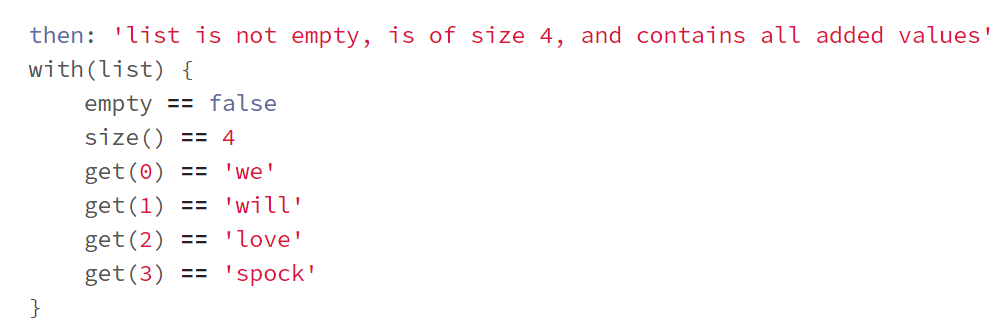 then: 'list is not empty, is of size 4, and contains all added values'
with(list) {
    empty == false
    size() == 4
    get(0) == 'we'
    get(1) == 'will'
    get(2) == 'love'
    get(3) == 'spock'
}